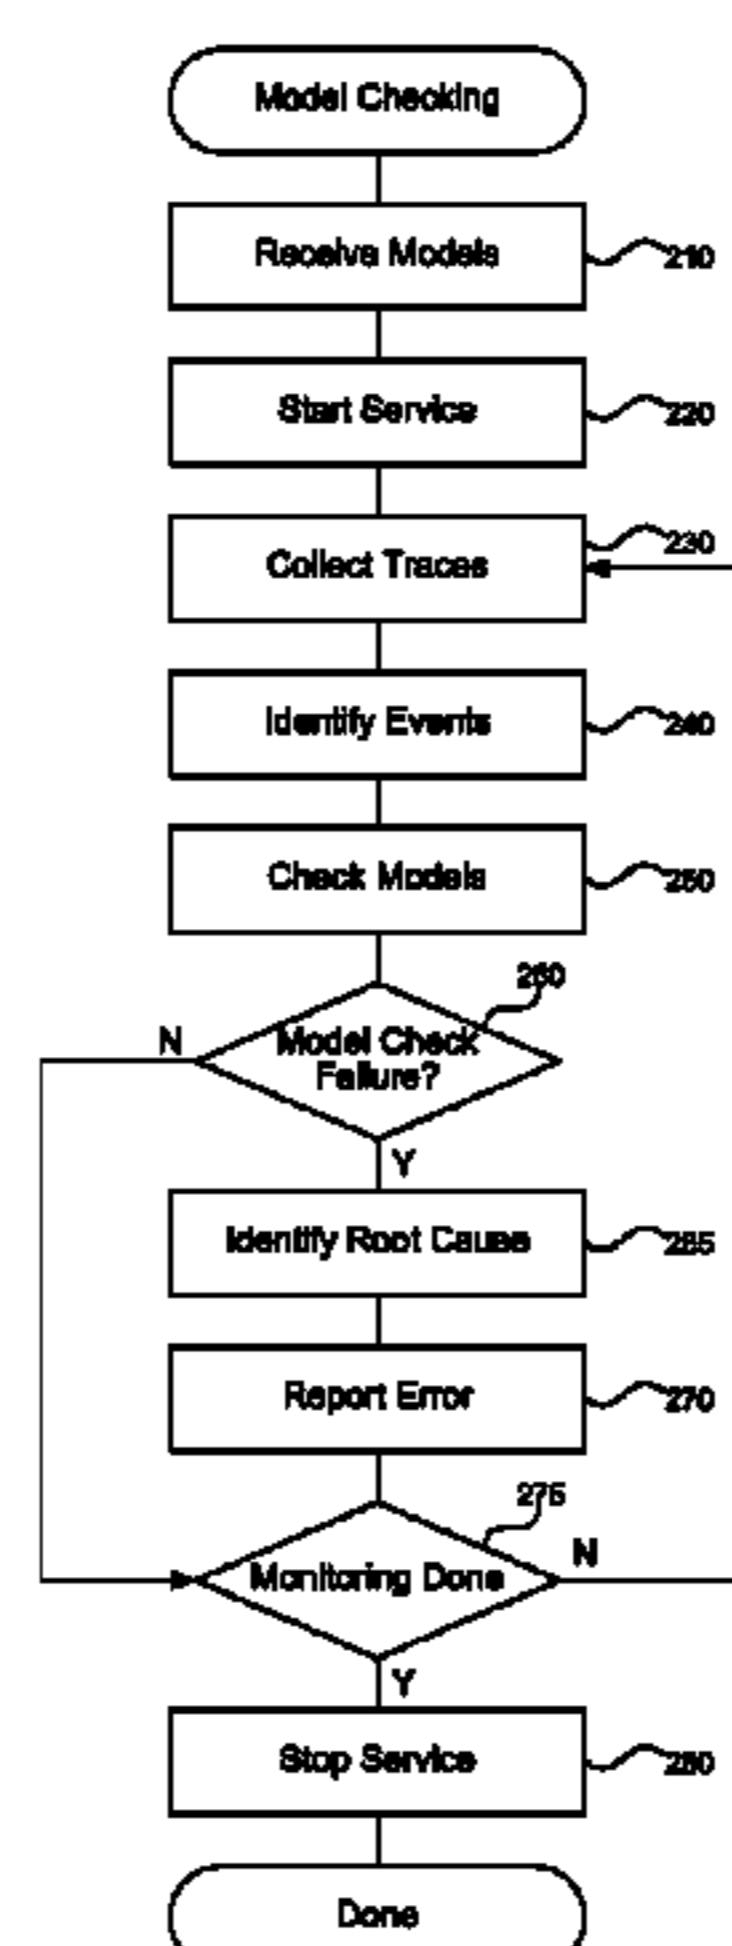 Model Checking
Receive Models
210
Start Service
220
Collect Traces
230
Identify Events
240
Check Models
250
260
N
Model Check
Failure?
Y
Identify Root Cause
265
Report Error
270
275
Monitoring Done
N
Y
Stop Service
280
Done